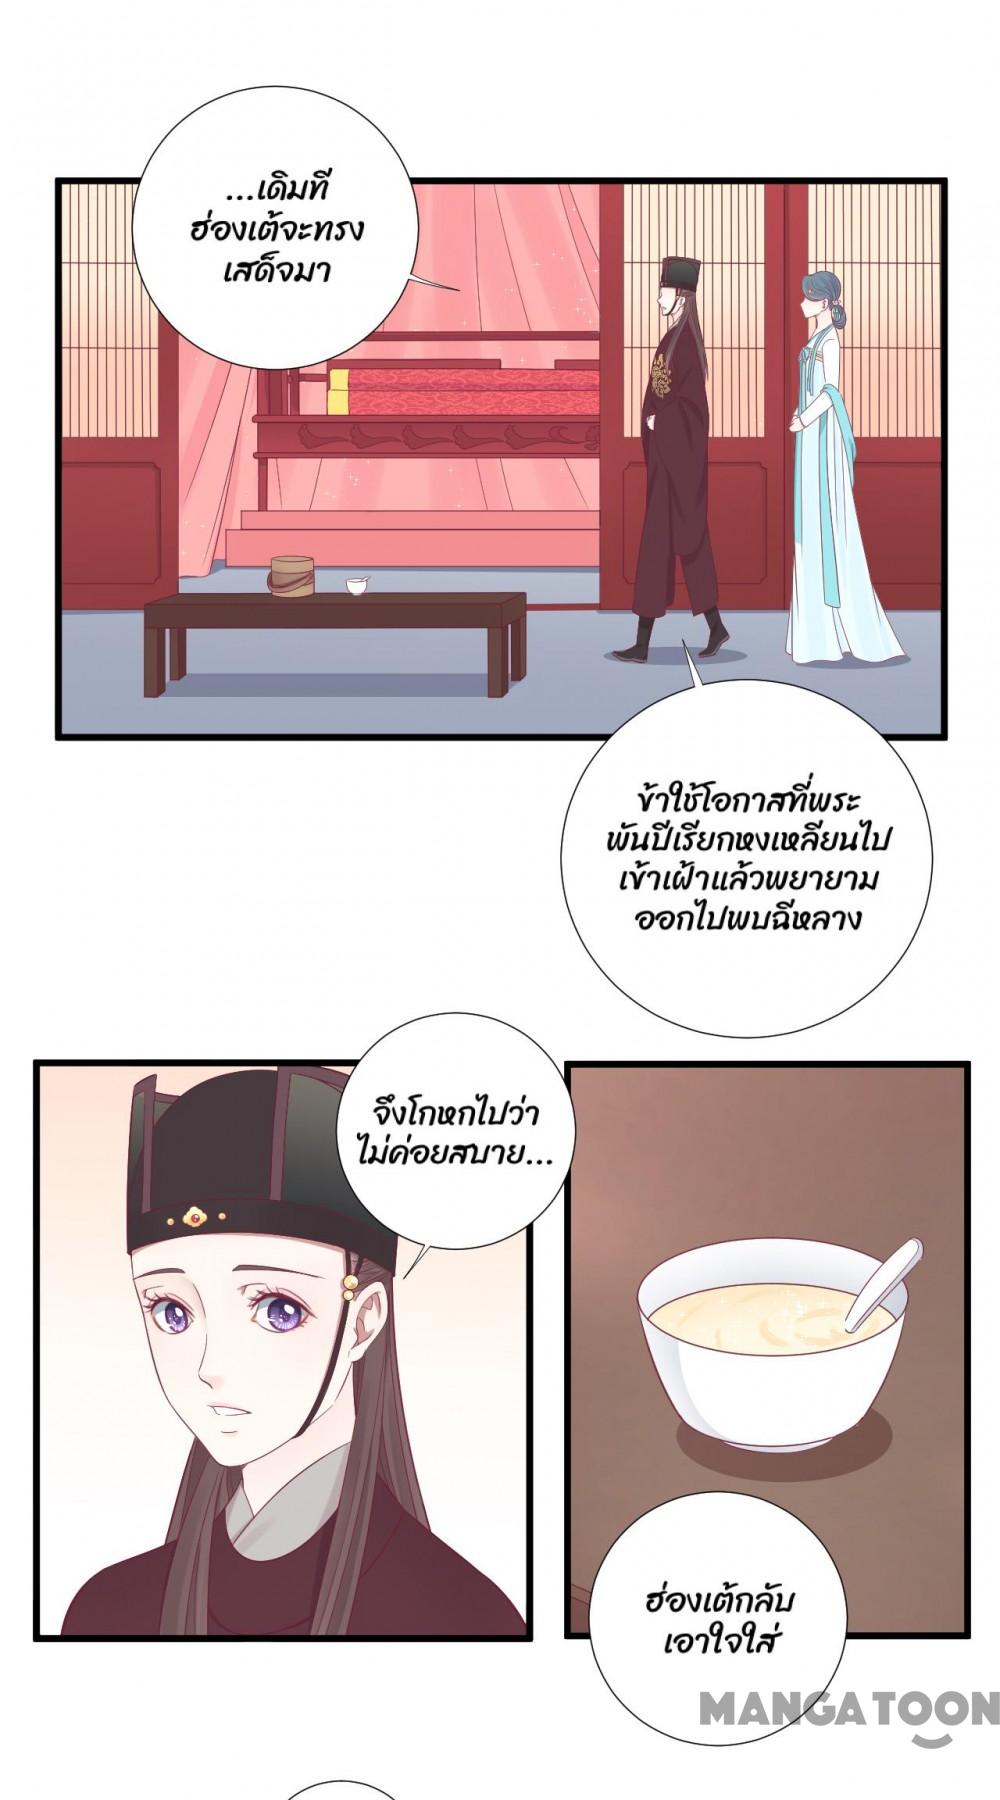 ...เดิมที
ฮ่องเต้จะทรง
เสด็จมา
ข้าใช้โอกาสที่พระ
พันปีเรียกหงเหลียนไป
เข้าเฝ้าแล้วพยายาม
ออกไปพบฉีหลาง
จึงโกหกไปว่า
ไม่ค่อยสบาย...
ฮ่องเต้กลับ
เอาใจใส่
MANGATOON